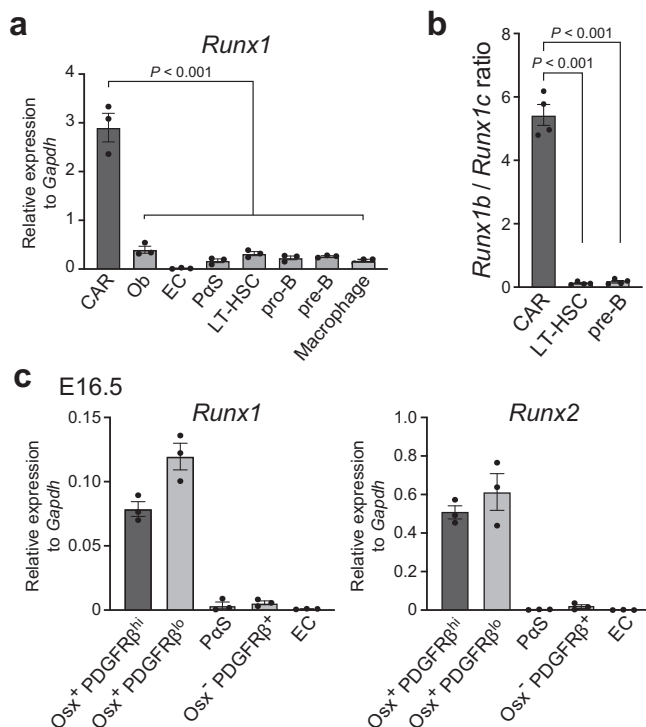 a
Runx1
P < 0.001
Relative expression
to Gapdh
4
3
2
1
0
CAR
Ob
EC
PαS
LT-HSC
pro-B
pre-B
Macrophage
b
P < 0.001
P < 0.001
Runx1b / Runx1c ratio
8
6
4
2
0
CAR
LT-HSC
pre-B
c
E16.5
Runx1
Relative expression
to Gapdh
0.15
0.10
0.05
0
Osx⁺ PDGFRβʰⁱ
Osx⁺ PDGFRβˡᵒ
PαS
Osx⁻ PDGFRβ⁺
EC
Runx2
Relative expression
to Gapdh
1.0
0.8
0.6
0.4
0.2
0
Osx⁺ PDGFRβʰⁱ
Osx⁺ PDGFRβˡᵒ
PαS
Osx⁻ PDGFRβ⁺
EC